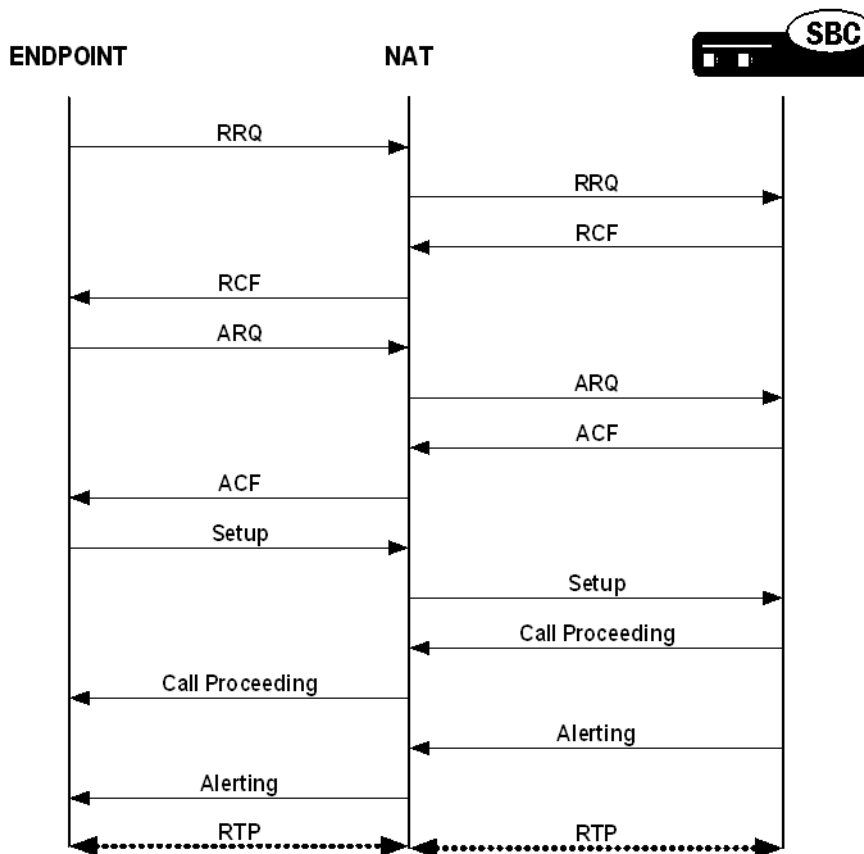 SBC
ENDPOINT
NAT
RRQ
RRQ
RCF
RCF
ARQ
ARQ
ACF
ACF
Setup
Setup
Call Proceeding
Call Proceeding
Alerting
Alerting
RTP
RTP